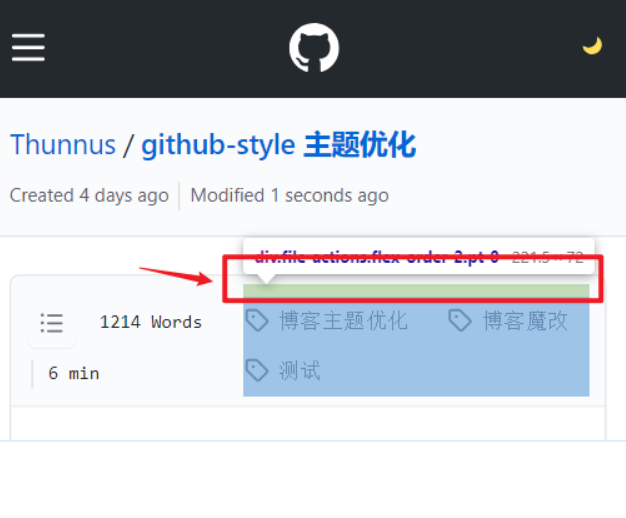 Thunnus / github-style 主题优化
Created 4 days ago | Modified 1 seconds ago
div.file-actions.flex-order-2.pt-0 221.5 × 72
1214 Words
博客主题优化 博客魔改
6 min
测试